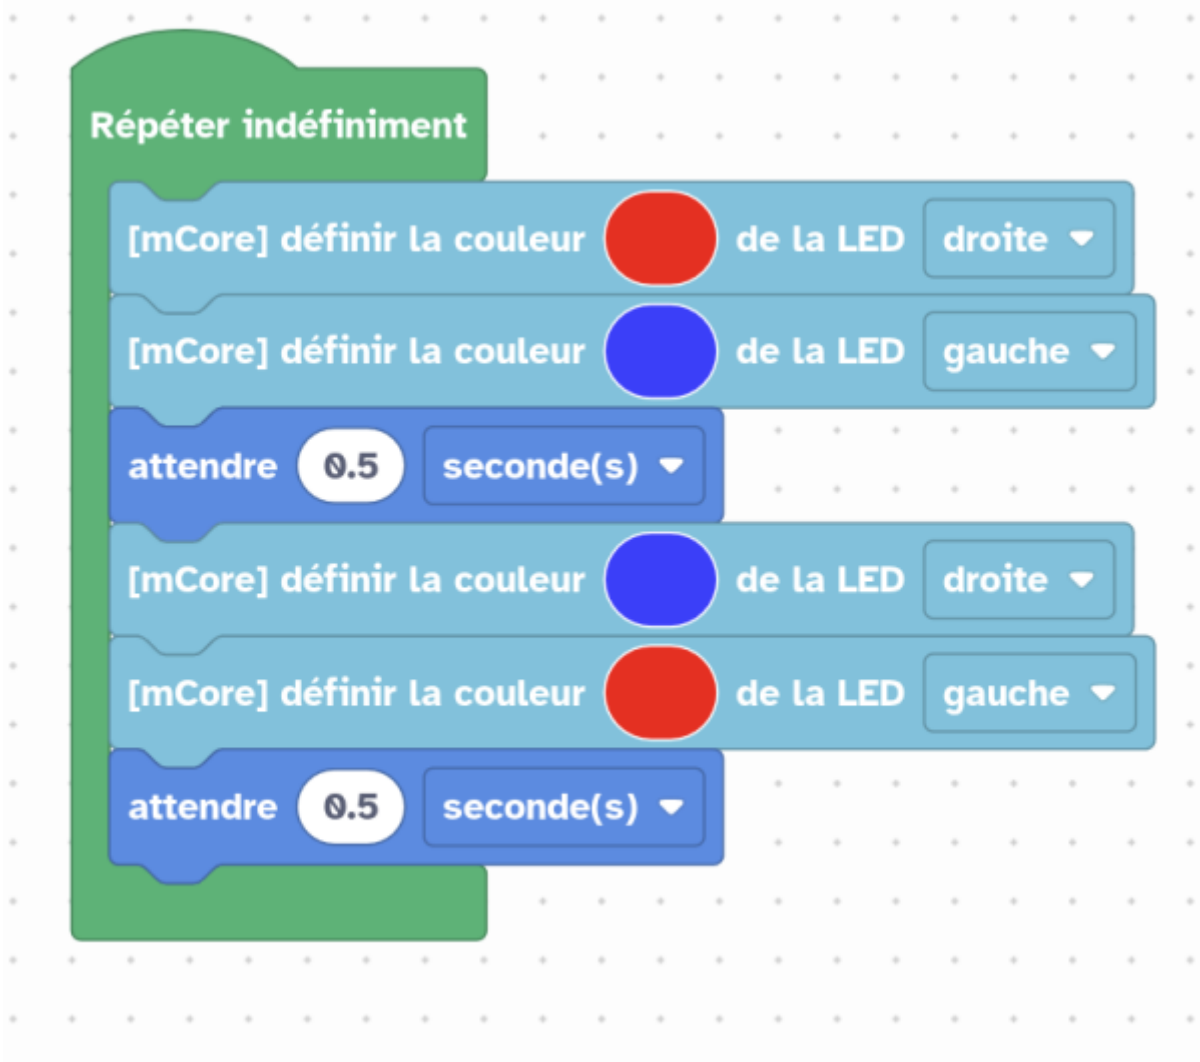 Répéter indéfiniment
[mCore] définir la couleur de la LED droite
[mCore] définir la couleur de la LED gauche
attendre 0.5 seconde(s)
[mCore] définir la couleur de la LED droite
[mCore] définir la couleur de la LED gauche
attendre 0.5 seconde(s)